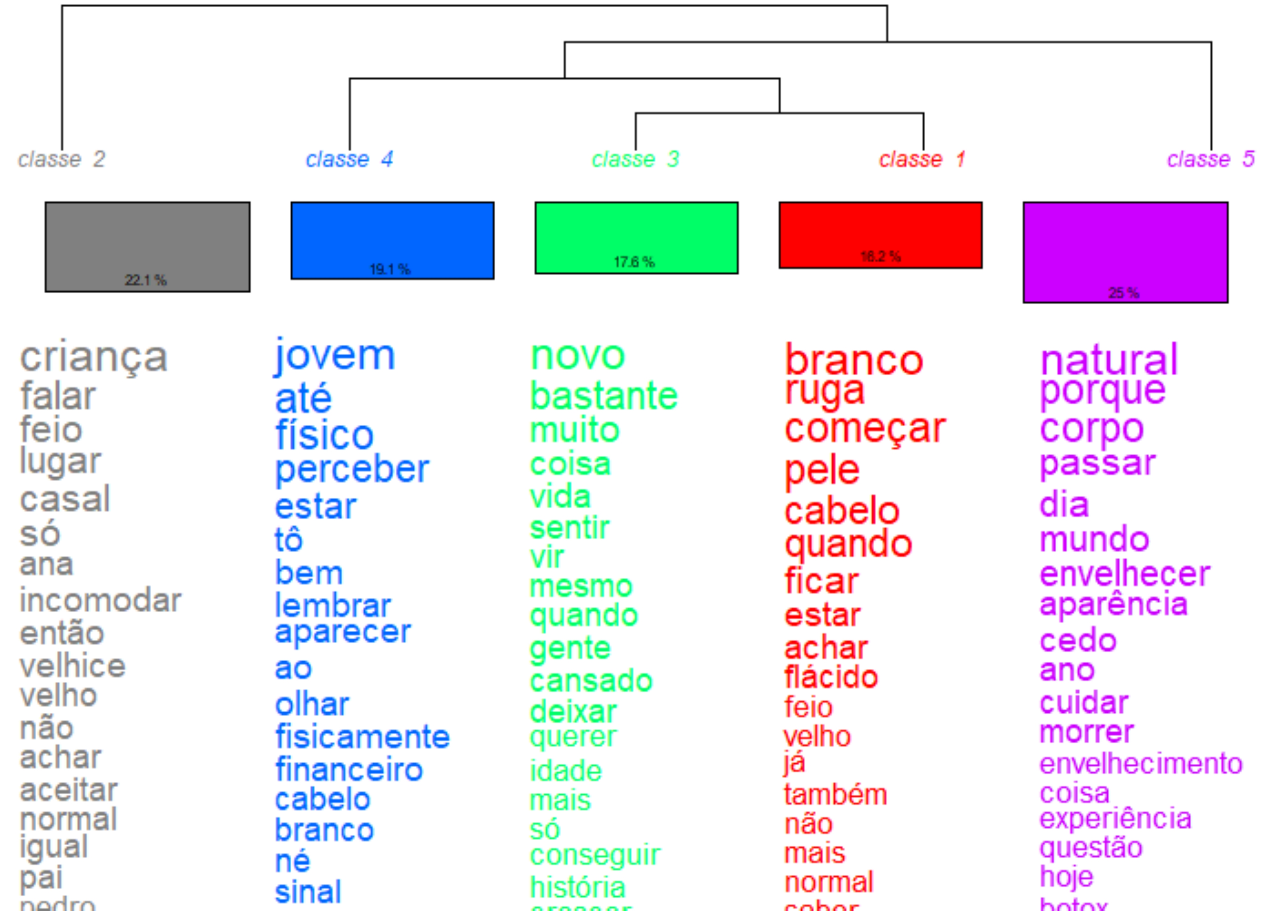 classe 2
classe 4
classe 3
classe 1
classe 5
22.1 %
19.1 %
17.6 %
16.2 %
25 %
criança
falar
feio
lugar
casal
só
ana
incomodar
então
velhice
velho
não
achar
aceitar
normal
igual
pai
pedro
jovem
até
físico
perceber
estar
tô
bem
lembrar
aparecer
ao
olhar
fisicamente
financeiro
cabelo
branco
né
sinal
novo
bastante
muito
coisa
vida
sentir
vir
mesmo
quando
gente
cansado
deixar
querer
idade
mais
só
conseguir
história
branco
ruga
começar
pele
cabelo
quando
ficar
estar
achar
flácido
feio
velho
já
também
não
mais
normal
natural
porque
corpo
passar
dia
mundo
envelhecer
aparência
cedo
ano
cuidar
morrer
envelhecimento
coisa
experiência
questão
hoje
botox